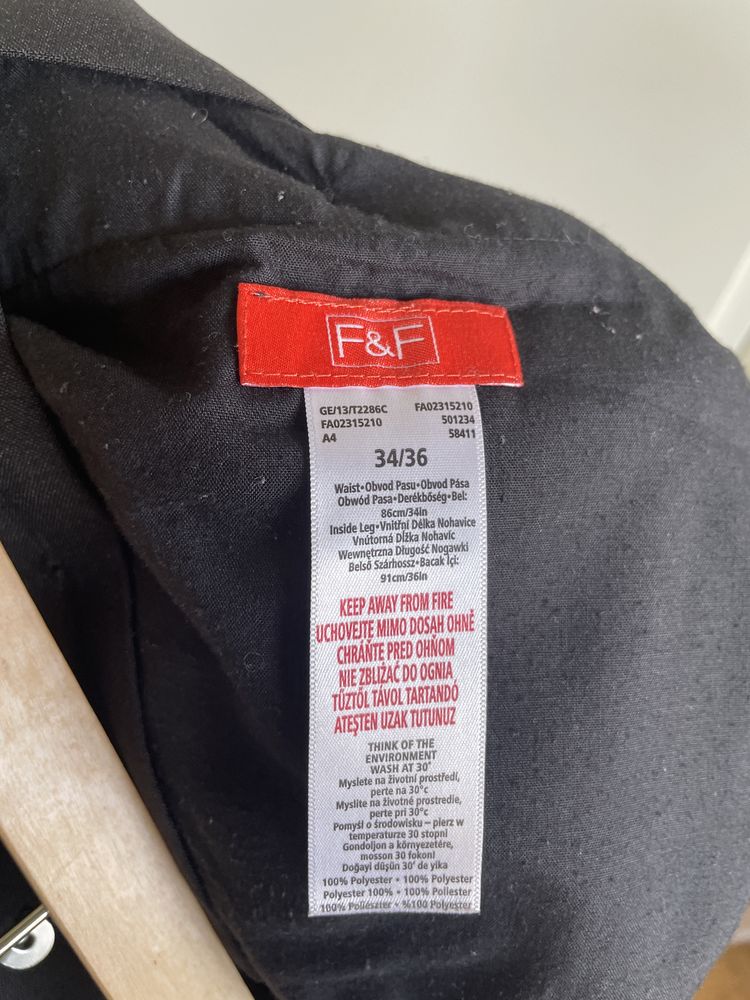 F&F
GE/13/T2286C FA02315210
FA02315210 501234
A4 58411
34/36
Waist•Obvod Pasu•Obvod Pása
Obwód Pasa•Derékbőség•Bel:
86cm/34in
Inside Leg•Vnitřní Délka Nohavice
Vnútorná Dĺžka Nohavíc
Wewnętrzna Długość Nogawki
Belső Szárhossz•Bacak İçi:
91cm/36in
KEEP AWAY FROM FIRE
UCHOVEJTE MIMO DOSAH OHNĚ
CHRÁŇTE PRED OHŇOM
NIE ZBLIŻAĆ DO OGNIA
TŰZTŐL TÁVOL TARTANDÓ
ATEŞTEN UZAK TUTUNUZ
THINK OF THE
ENVIRONMENT
WASH AT 30°
Myslete na životní prostředí,
perte na 30°c
Myslite na životné prostredie,
perte pri 30°c
Pomyśl o środowisku – pierz w
temperaturze 30 stopni
Gondoljon a környezetére,
mosson 30 fokon!
Doğayi düşün 30° de yika
100% Polyester • 100% Polyester
Polyester 100% • 100% Poliester
100% Poliészter • %100 Polyester